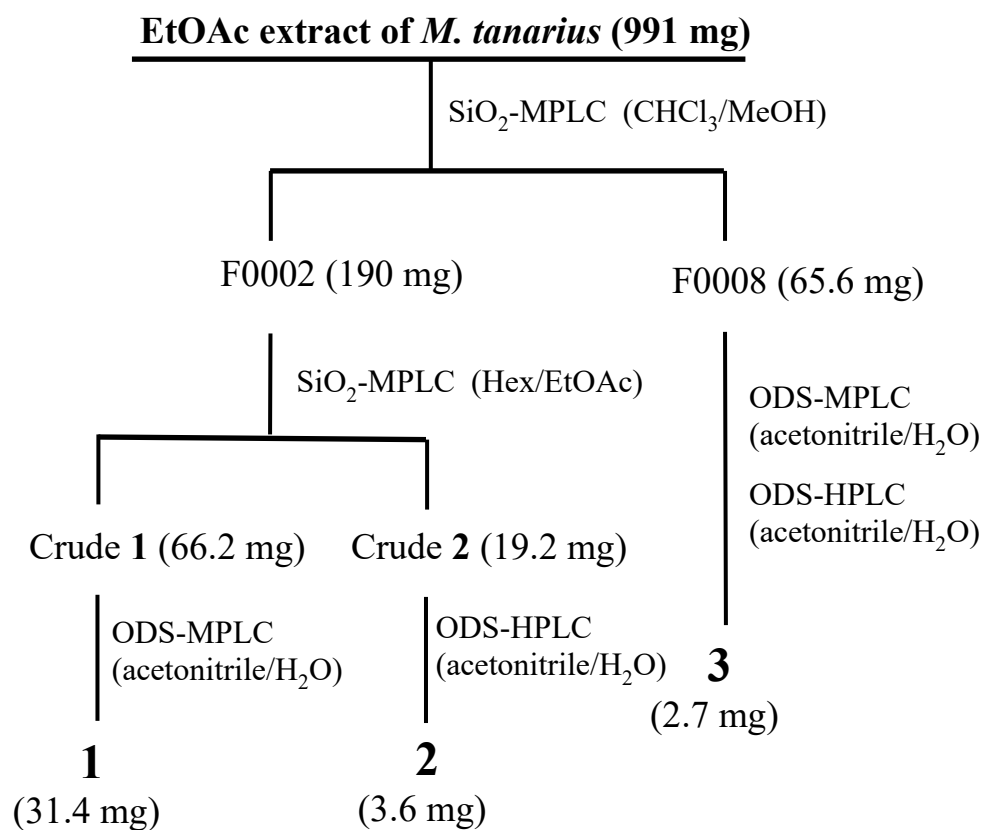 EtOAc extract of M. tanarius (991 mg)
SiO₂-MPLC (CHCl₃/MeOH)
F0002 (190 mg)
F0008 (65.6 mg)
SiO₂-MPLC (Hex/EtOAc)
ODS-MPLC
(acetonitrile/H₂O)
ODS-HPLC
(acetonitrile/H₂O)
Crude 1 (66.2 mg)
Crude 2 (19.2 mg)
ODS-MPLC
(acetonitrile/H₂O)
ODS-HPLC
(acetonitrile/H₂O)
3
(2.7 mg)
1
(31.4 mg)
2
(3.6 mg)